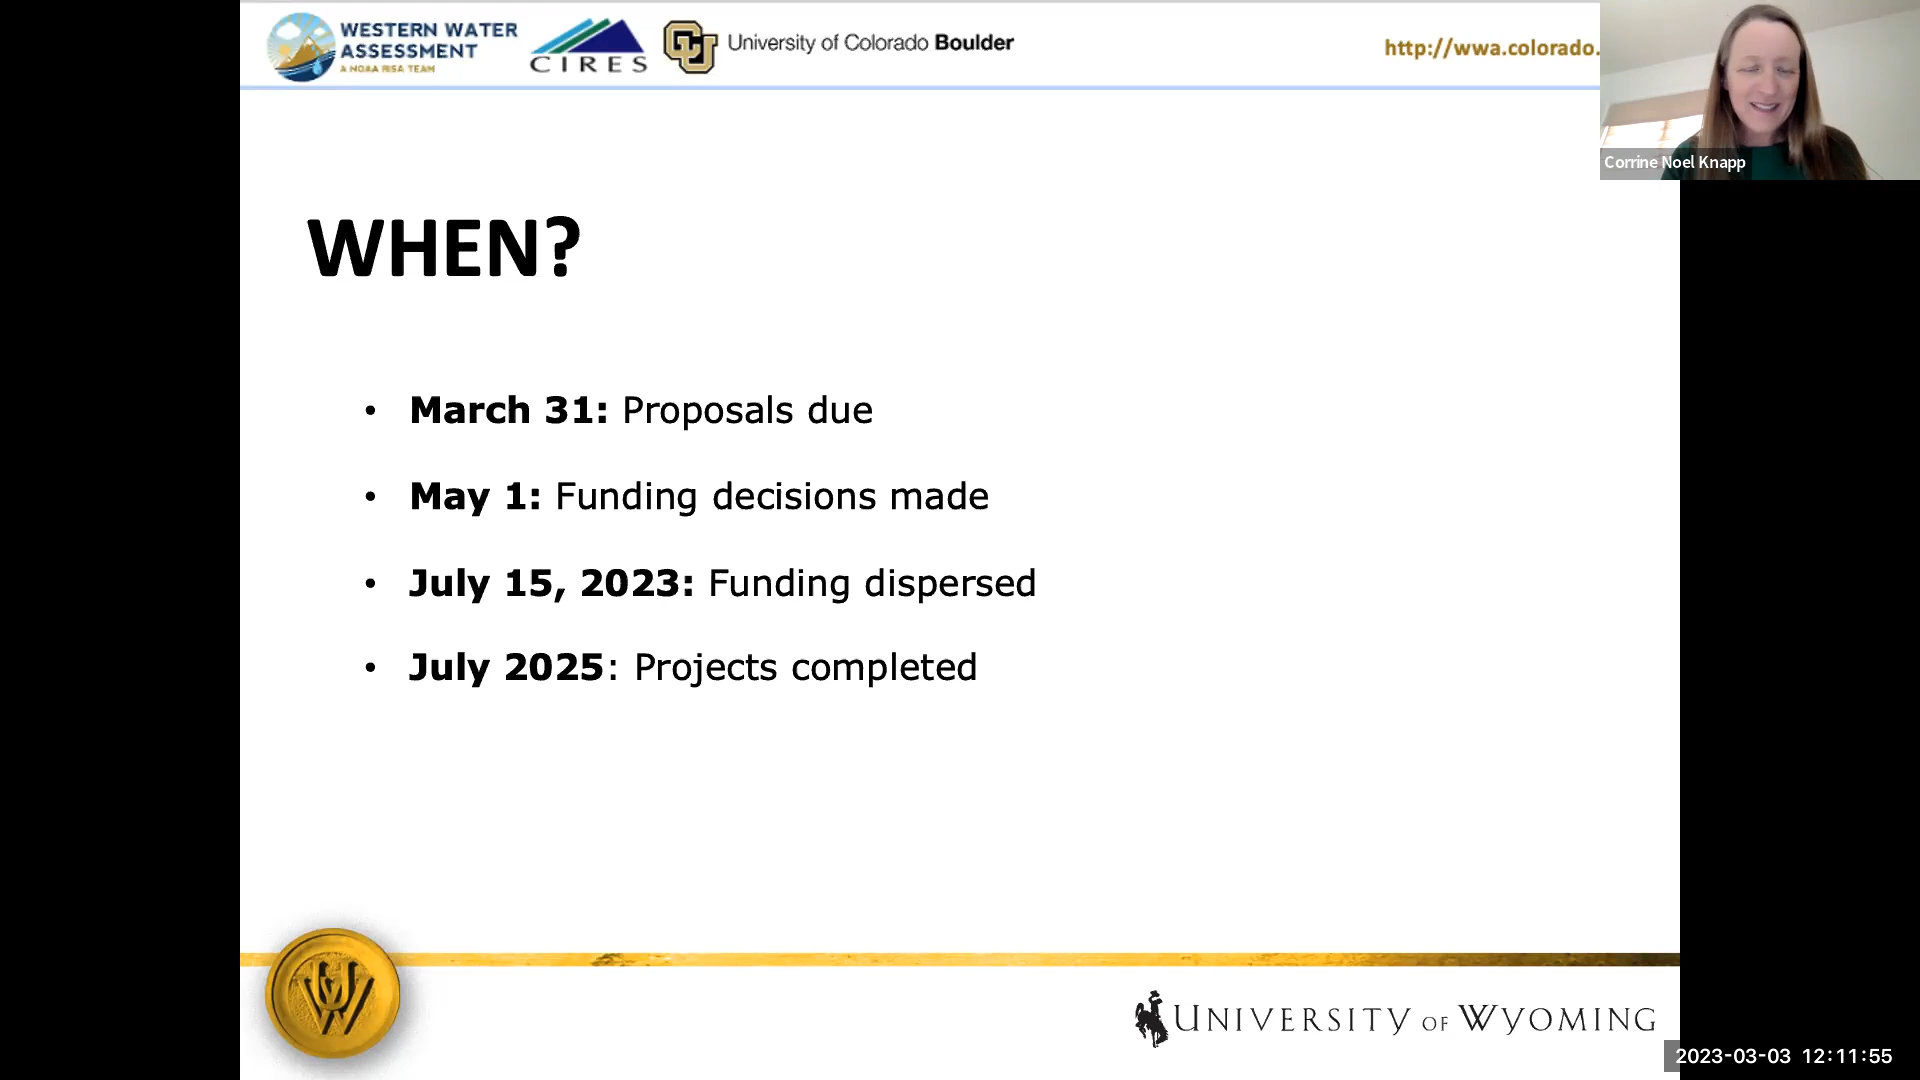 WESTERN WATER
ASSESSMENT
A NOAA RISA TEAM
CIRES
CU
University of Colorado Boulder
http://wwa.colorado.
Corrine Noel Knapp
WHEN?
• March 31: Proposals due
• May 1: Funding decisions made
• July 15, 2023: Funding dispersed
• July 2025: Projects completed
UW
UNIVERSITY OF WYOMING
2023-03-03 12:11:55